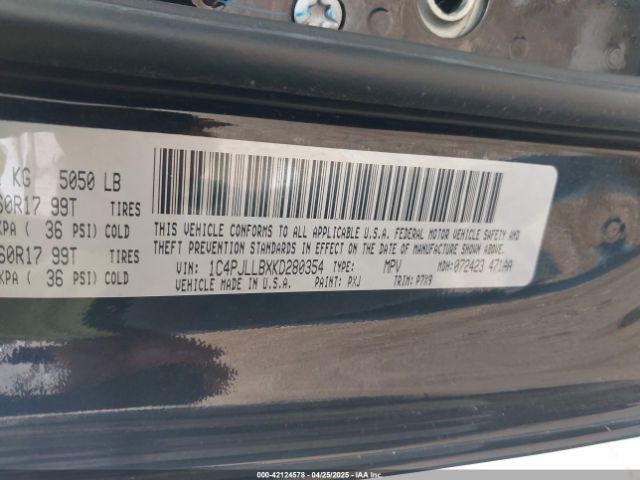 KG 5050 LB
60R17 99T TIRES
KPA ( 36 PSI) COLD
60R17 99T TIRES
KPA ( 36 PSI) COLD
THIS VEHICLE CONFORMS TO ALL APPLICABLE U.S.A. FEDERAL MOTOR VEHICLE SAFETY AND
THEFT PREVENTION STANDARDS IN EFFECT ON THE DATE OF MANUFACTURE SHOWN ABOVE.
VIN: 1C4PJLLBXKD280354 TYPE: MPV MDH: 072423 471AA
VEHICLE MADE IN U.S.A. PAINT: PXJ TRIM: P7X9
000-42124578 - 04/25/2025 - IAAI.COM